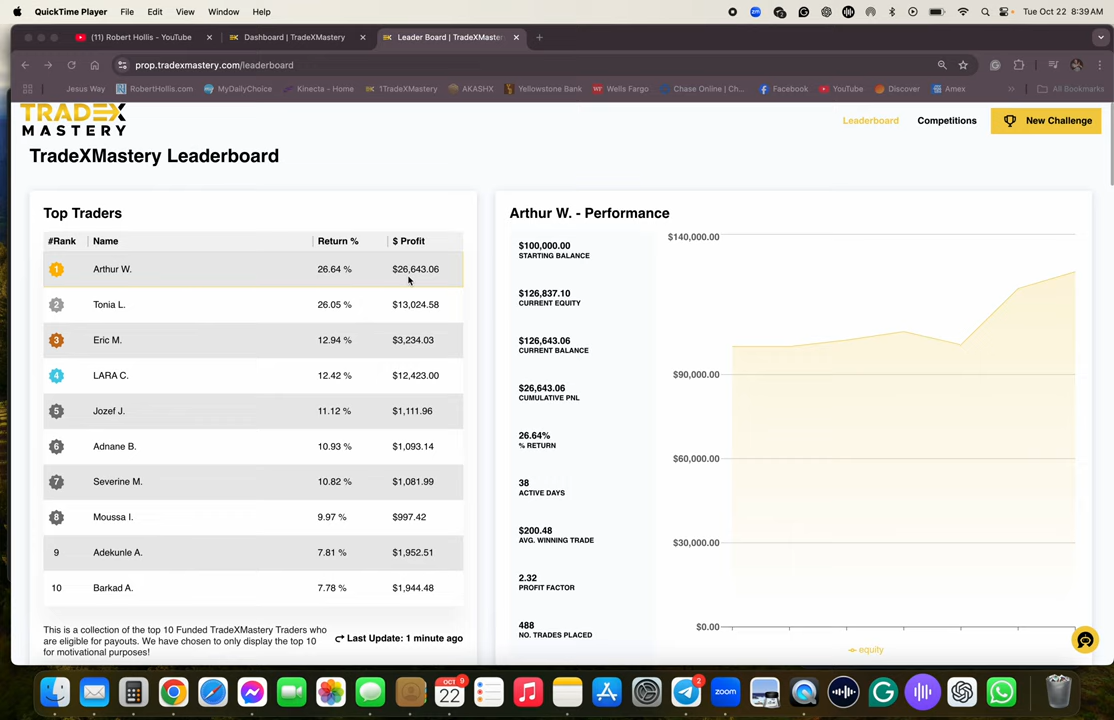 QuickTime Player File Edit View Window Help Tue Oct 22 8:39 AM
(11) Robert Hollis - YouTube Dashboard | TradeXMastery Leader Board | TradeXMaster
prop.tradexmastery.com/leaderboard
Jesus Way RobertHollis.com MyDailyChoice Kinecta - Home 1TradeXMastery AKASHX Yellowstone Bank Wells Fargo Chase Online | Ch... Facebook YouTube Discover Amex All Bookmarks
TRADEX
MASTERY
Leaderboard Competitions New Challenge
TradeXMastery Leaderboard
Top Traders
#Rank Name Return % $ Profit
1 Arthur W. 26.64 % $26,643.06
2 Tonia L. 26.05 % $13,024.58
3 Eric M. 12.94 % $3,234.03
4 LARA C. 12.42 % $12,423.00
5 Jozef J. 11.12 % $1,111.96
6 Adnane B. 10.93 % $1,093.14
7 Severine M. 10.82 % $1,081.99
8 Moussa I. 9.97 % $997.42
9 Adekunle A. 7.81 % $1,952.51
10 Barkad A. 7.78 % $1,944.48
This is a collection of the top 10 Funded TradeXMastery Traders who
are eligible for payouts. We have chosen to only display the top 10
for motivational purposes!
Last Update: 1 minute ago
Arthur W. - Performance
$100,000.00
STARTING BALANCE
$126,837.10
CURRENT EQUITY
$126,643.06
CURRENT BALANCE
$26,643.06
CUMULATIVE PNL
26.64%
% RETURN
38
ACTIVE DAYS
$200.48
AVG. WINNING TRADE
2.32
PROFIT FACTOR
488
NO. TRADES PLACED
$140,000.00
$90,000.00
$60,000.00
$30,000.00
$0.00
equity
OCT 9
22
2
zoom